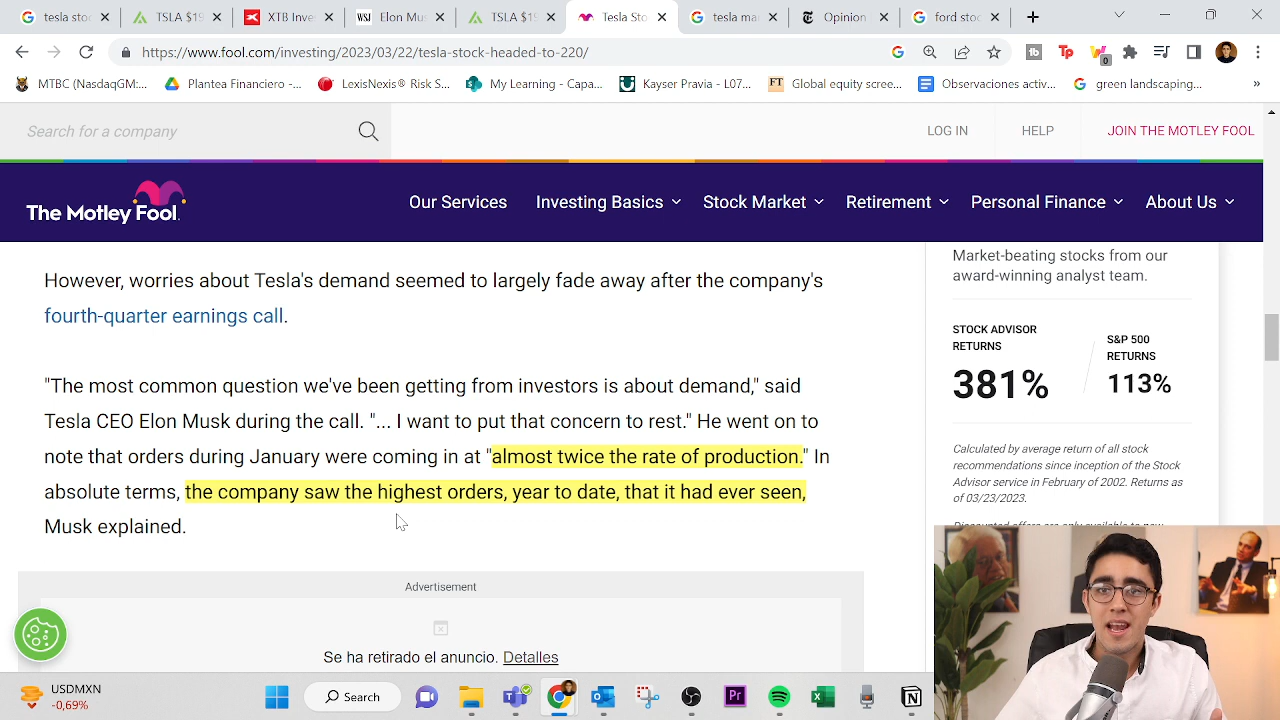 tesla stoc
TSLA $19
XTB Inve
WSJ
Elon Mus
TSLA $19
Tesla Stoc
tesla mar
Opinion
ford stoc
https://www.fool.com/investing/2023/03/22/tesla-stock-headed-to-220/
MTBC (NasdaqGM:...
Planes Financiero -...
LexisNexis® Risk S...
My Learning - Capa...
Kayser Pravia - L07...
FT Global equity scree...
Observaciones activ...
green landscaping...
Search for a company
LOG IN
HELP
JOIN THE MOTLEY FOOL
The Motley Fool.
Our Services
Investing Basics
Stock Market
Retirement
Personal Finance
About Us
However, worries about Tesla's demand seemed to largely fade away after the company's
fourth-quarter earnings call.
"The most common question we've been getting from investors is about demand," said
Tesla CEO Elon Musk during the call. "... I want to put that concern to rest." He went on to
note that orders during January were coming in at "almost twice the rate of production." In
absolute terms, the company saw the highest orders, year to date, that it had ever seen,
Musk explained.
Advertisement
Se ha retirado el anuncio. Detalles
Market-beating stocks from our
award-winning analyst team.
STOCK ADVISOR
RETURNS
381%
S&P 500
RETURNS
113%
Calculated by average return of all stock
recommendations since inception of the Stock
Advisor service in February of 2002. Returns as
of 03/23/2023.
USDMXN
-0,69%
Search